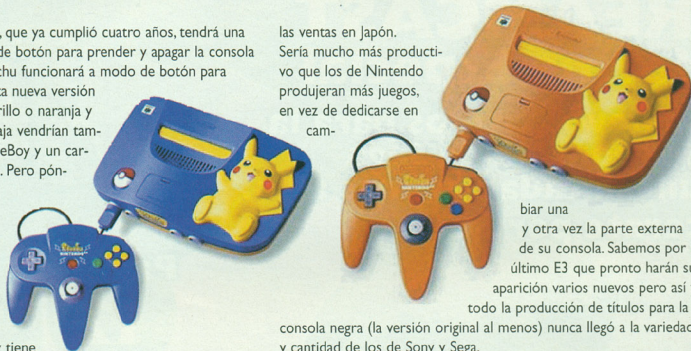 , que ya cumplió cuatro años, tendrá una
de botón para prender y apagar la consola
chu funcionará a modo de botón para
ta nueva versión
rillo o naranja y
aja vendrían tam-
eBoy y un car-
. Pero pón-
tiene
las ventas en Japón.
Sería mucho más producti-
vo que los de Nintendo
produjeran más juegos,
en vez de dedicarse en
cam-
biar una
y otra vez la parte externa
de su consola. Sabemos por
último E3 que pronto harán su
aparición varios nuevos pero así
todo la producción de títulos para la
consola negra (la versión original al menos) nunca llegó a la variedad
y cantidad de los de Sony y Sega.